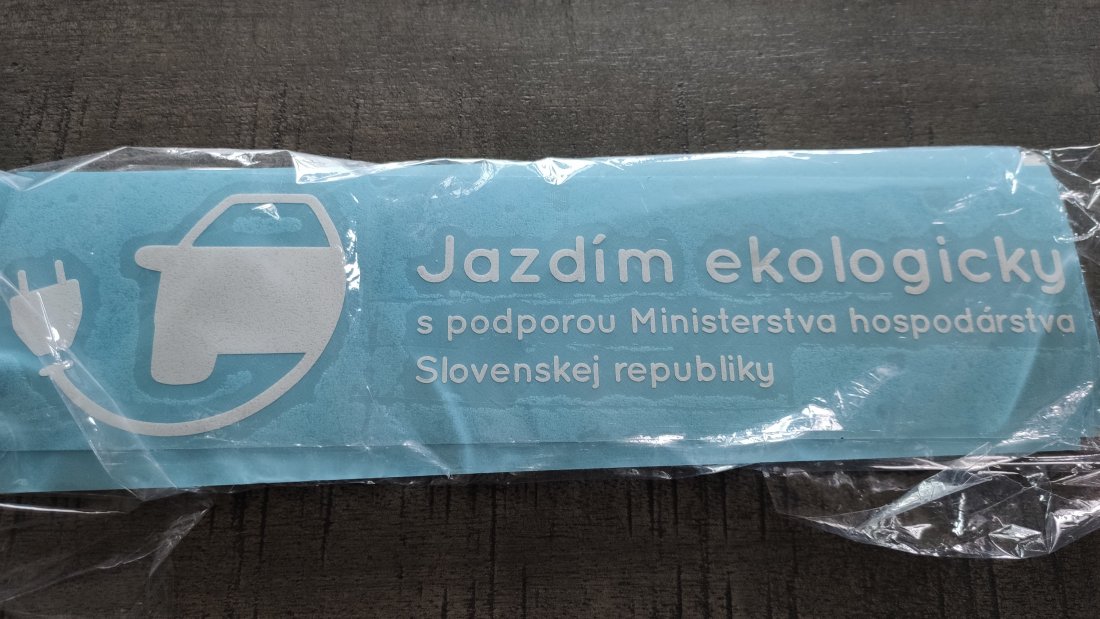 Jazdím ekologicky
s podporou Ministerstva hospodárstva
Slovenskej republiky